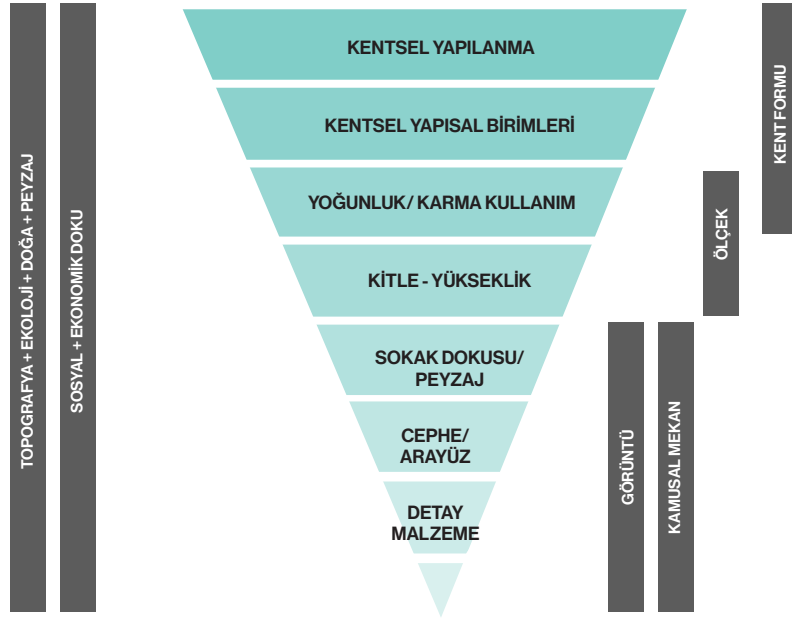 TOPOGRAFYA + EKOLOJİ + DOĞA + PEYZAJ
SOSYAL + EKONOMİK DOKU
KENTSEL YAPILANMA
KENTSEL YAPISAL BİRİMLERİ
YOĞUNLUK/ KARMA KULLANIM
KİTLE - YÜKSEKLİK
SOKAK DOKUSU/
PEYZAJ
CEPHE/
ARAYÜZ
DETAY
MALZEME
GÖRÜNTÜ
KAMUSAL MEKAN
ÖLÇEK
KENT FORMU